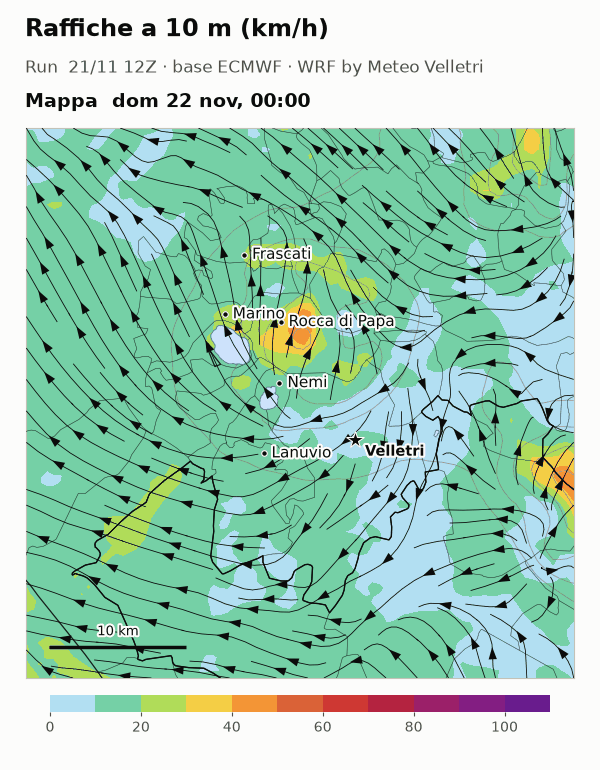 Raffiche a 10 m (km/h)
Run  21/11 12Z · base ECMWF · WRF by Meteo Velletri
Mappa  dom 22 nov, 00:00
Frascati
Marino
Rocca di Papa
Nemi
Lanuvio
Velletri
10 km
0 20 40 60 80 100